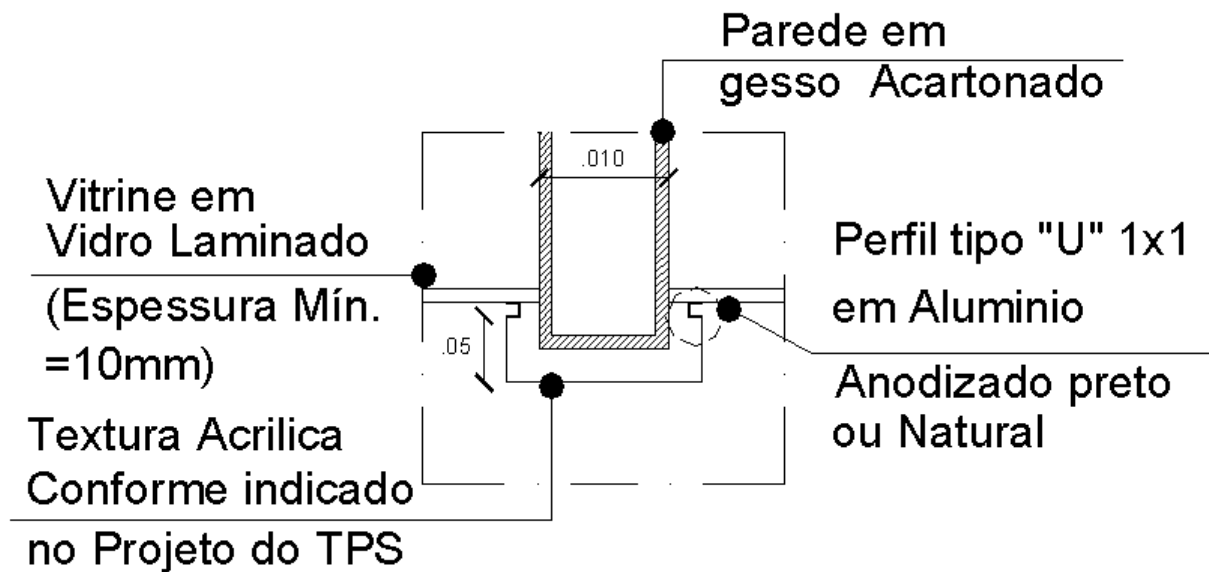 Parede em
gesso Acartonado
.010
Vitrine em
Vidro Laminado
(Espessura Mín.
=10mm)
Perfil tipo "U" 1x1
em Aluminio
Anodizado preto
ou Natural
.05
Textura Acrilica
Conforme indicado
no Projeto do TPS